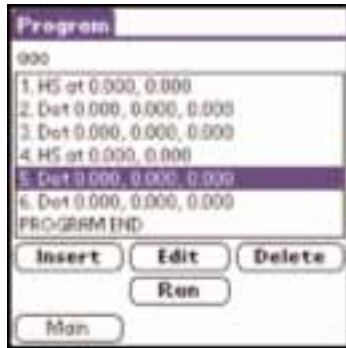 Program
aaa
1. HS at 0.000, 0.000
2. Dot 0.000, 0.000, 0.000
3. Dot 0.000, 0.000, 0.000
4. HS at 0.000, 0.000
5. Dot 0.000, 0.000, 0.000
6. Dot 0.000, 0.000, 0.000
PROGRAM END
Insert Edit Delete
Run
Man